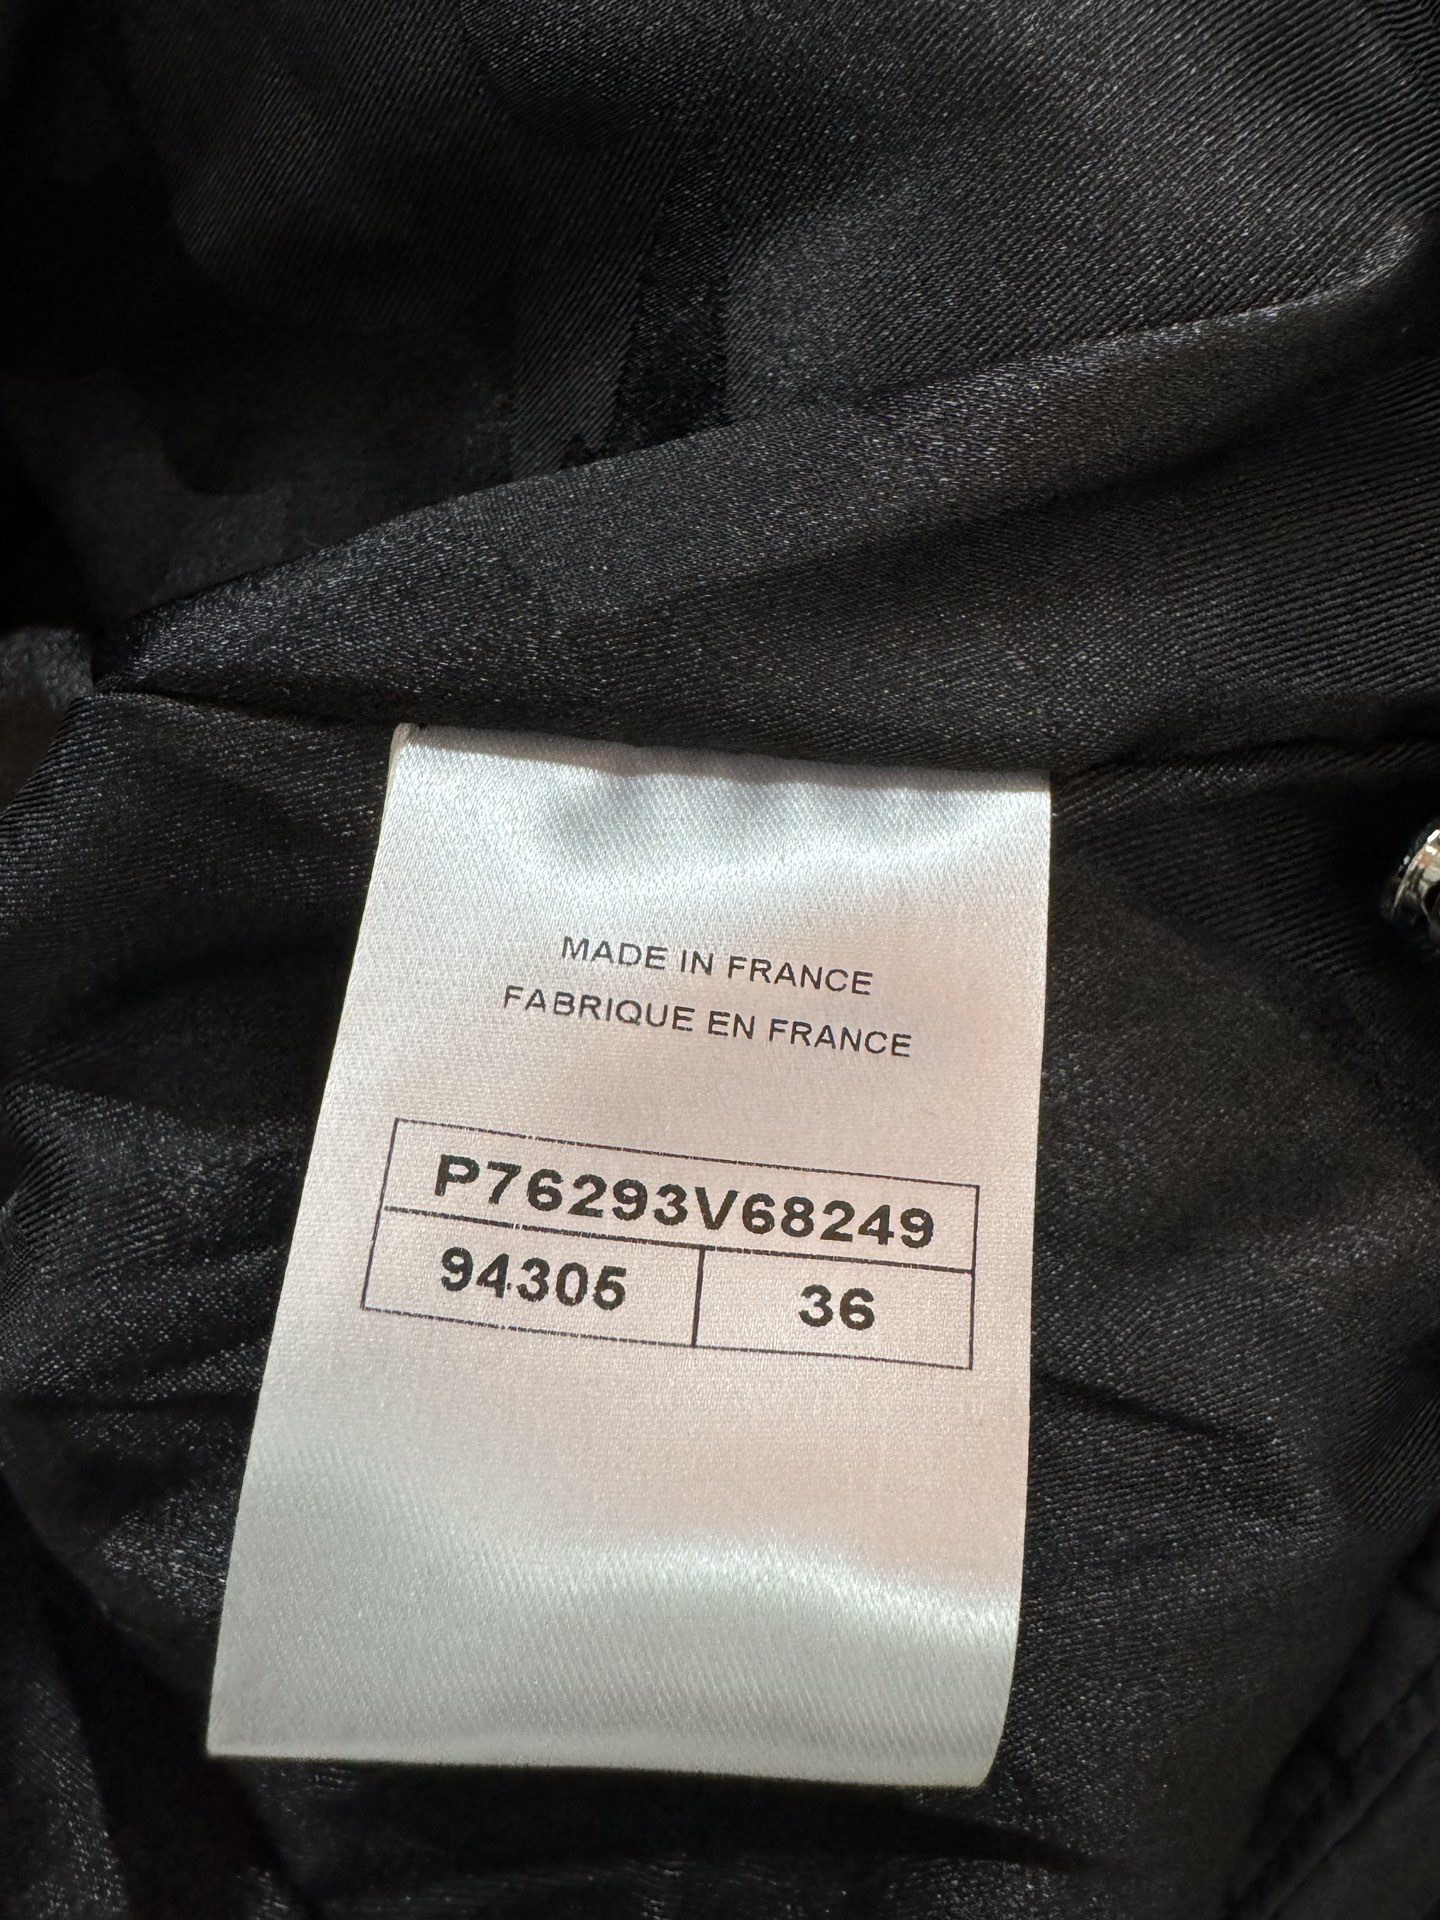 MADE IN FRANCE
FABRIQUE EN FRANCE
P76293V68249
94305 36